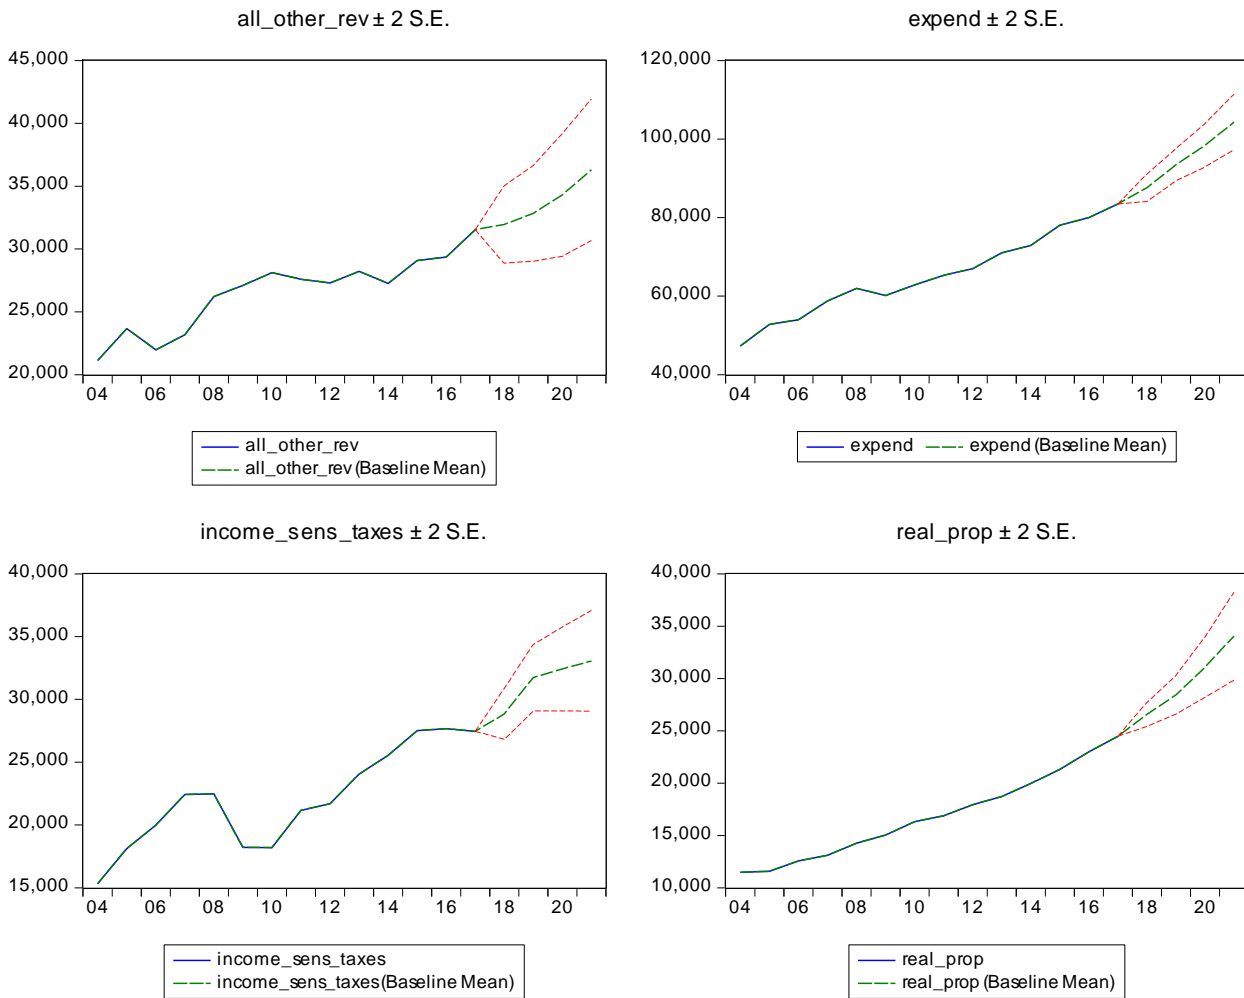 all_other_rev ± 2 S.E.
45,000
40,000
35,000
30,000
25,000
20,000
04 06 08 10 12 14 16 18 20
all_other_rev
all_other_rev (Baseline Mean)
expend ± 2 S.E.
120,000
100,000
80,000
60,000
40,000
04 06 08 10 12 14 16 18 20
expend expend (Baseline Mean)
income_sens_taxes ± 2 S.E.
40,000
35,000
30,000
25,000
20,000
15,000
04 06 08 10 12 14 16 18 20
income_sens_taxes
income_sens_taxes (Baseline Mean)
real_prop ± 2 S.E.
40,000
35,000
30,000
25,000
20,000
15,000
10,000
04 06 08 10 12 14 16 18 20
real_prop
real_prop (Baseline Mean)